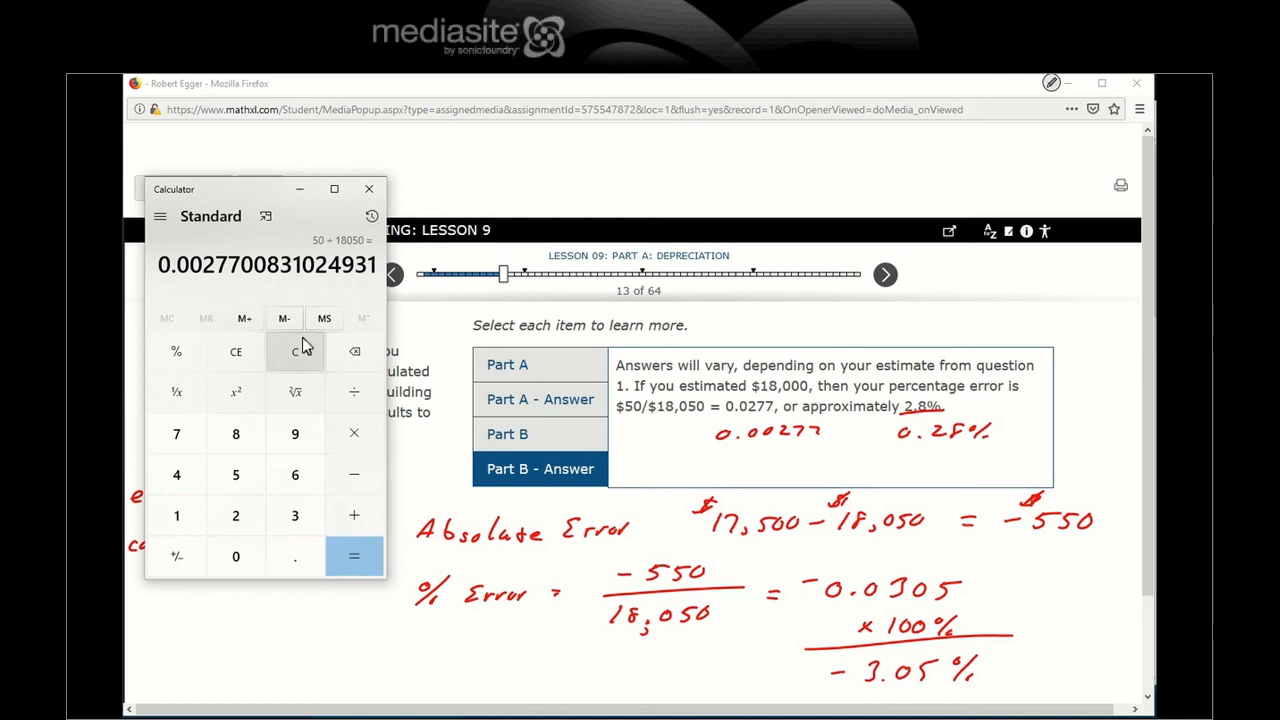 mediasite
by sonicfoundry
- Robert Egger - Mozilla Firefox
https://www.mathxl.com/Student/MediaPopup.aspx?type=assignedmedia&assignmentId=575547872&loc=1&flush=yes&record=1&OnOpenerViewed=doMedia_onViewed
Calculator
Standard
50 ÷ 18050 =
0.0027700831024931
MC MR M+ M- MS M˅
% CE C
¹/x x² ²√x ÷
7 8 9 ×
4 5 6 −
1 2 3 +
+/− 0 . =
ING: LESSON 9
LESSON 09: PART A: DEPRECIATION
13 of 64
ou
culated
uilding
sults to
Select each item to learn more.
Part A
Part A - Answer
Part B
Part B - Answer
Answers will vary, depending on your estimate from question
1. If you estimated $18,000, then your percentage error is
$50/$18,050 = 0.0277, or approximately 2.8%.
0.00277 0.28%
Absolute Error $17,500 - $18,050 = -$550
% Error = -550 / 18,050 = -0.0305
x 100%
- 3.05 %